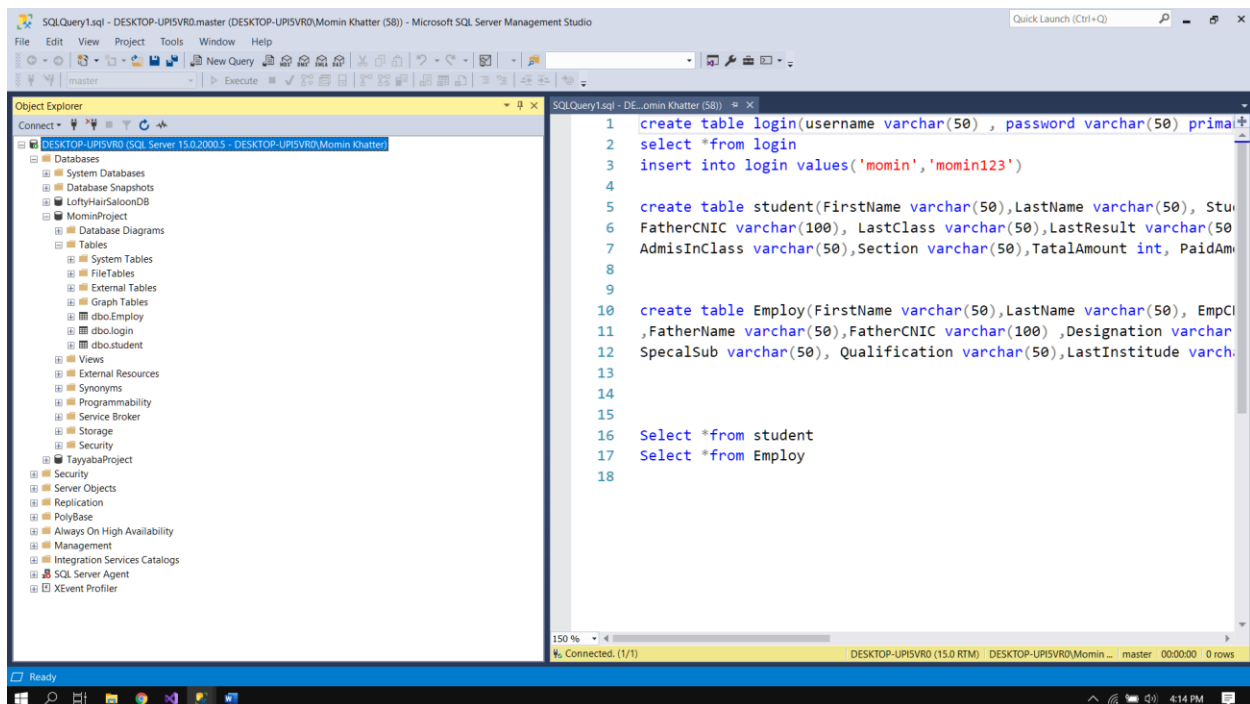 SQLQuery1.sql - DESKTOP-UPI5VR0.master (DESKTOP-UPI5VR0\Momin Khatter (58)) - Microsoft SQL Server Management Studio
Quick Launch (Ctrl+Q)
File Edit View Project Tools Window Help
New Query
master
Execute
Object Explorer
Connect
DESKTOP-UPI5VR0 (SQL Server 15.0.2000.5 - DESKTOP-UPI5VR0\Momin Khatter)
Databases
System Databases
Database Snapshots
LoftyHairSaloonDB
MominProject
Database Diagrams
Tables
System Tables
FileTables
External Tables
Graph Tables
dbo.Employ
dbo.login
dbo.student
Views
External Resources
Synonyms
Programmability
Service Broker
Storage
Security
TayyabaProject
Security
Server Objects
Replication
PolyBase
Always On High Availability
Management
Integration Services Catalogs
SQL Server Agent
XEvent Profiler
SQLQuery1.sql - DE...omin Khatter (58))
1 create table login(username varchar(50) , password varchar(50) prima
2 select *from login
3 insert into login values('momin','momin123')
4
5 create table student(FirstName varchar(50),LastName varchar(50), Stu
6 FatherCNIC varchar(100), LastClass varchar(50),LastResult varchar(50
7 AdmisInClass varchar(50),Section varchar(50),TatalAmount int, PaidAm
8
9
10 create table Employ(FirstName varchar(50),LastName varchar(50), EmpC
11 ,FatherName varchar(50),FatherCNIC varchar(100) ,Designation varchar
12 SpecalSub varchar(50), Qualification varchar(50),LastInstitude varch
13
14
15
16 Select *from student
17 Select *from Employ
18
150 %
Connected. (1/1)
DESKTOP-UPI5VR0 (15.0 RTM) DESKTOP-UPI5VR0\Momin ... master 00:00:00 0 rows
Ready
4:14 PM